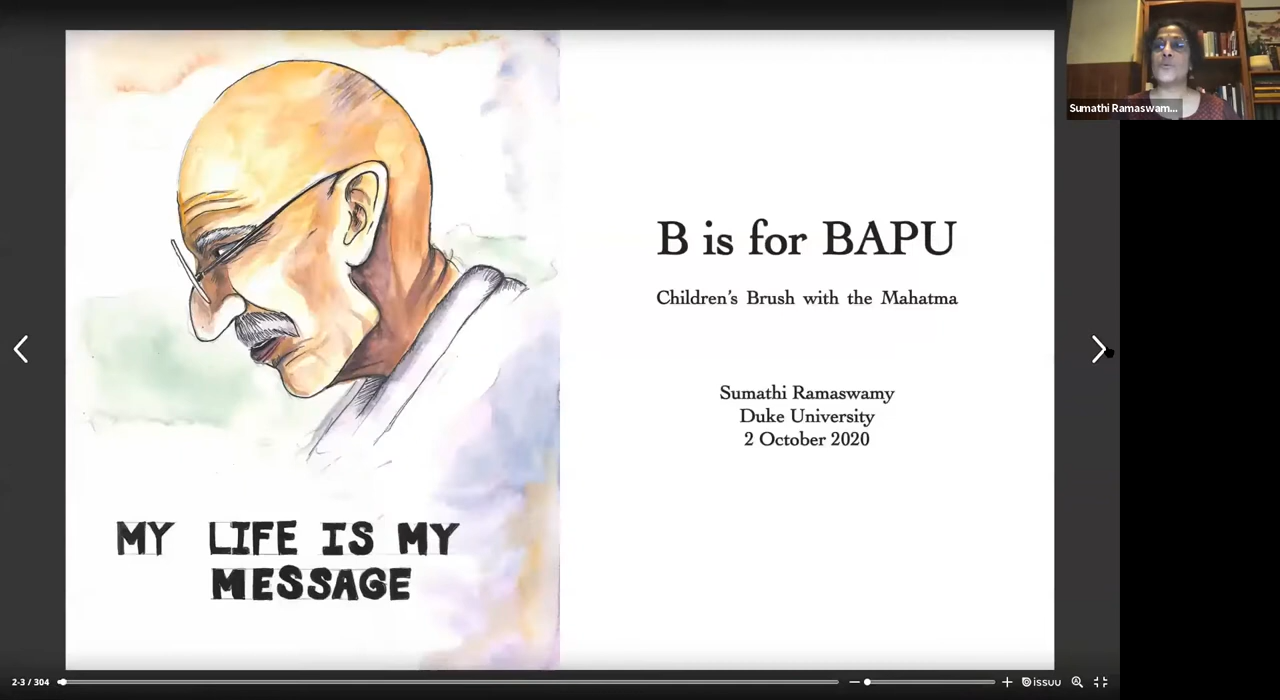 MY LIFE IS MY
MESSAGE
B is for BAPU
Children's Brush with the Mahatma
Sumathi Ramaswamy
Duke University
2 October 2020
Sumathi Ramaswam...
2-3 / 304
issuu